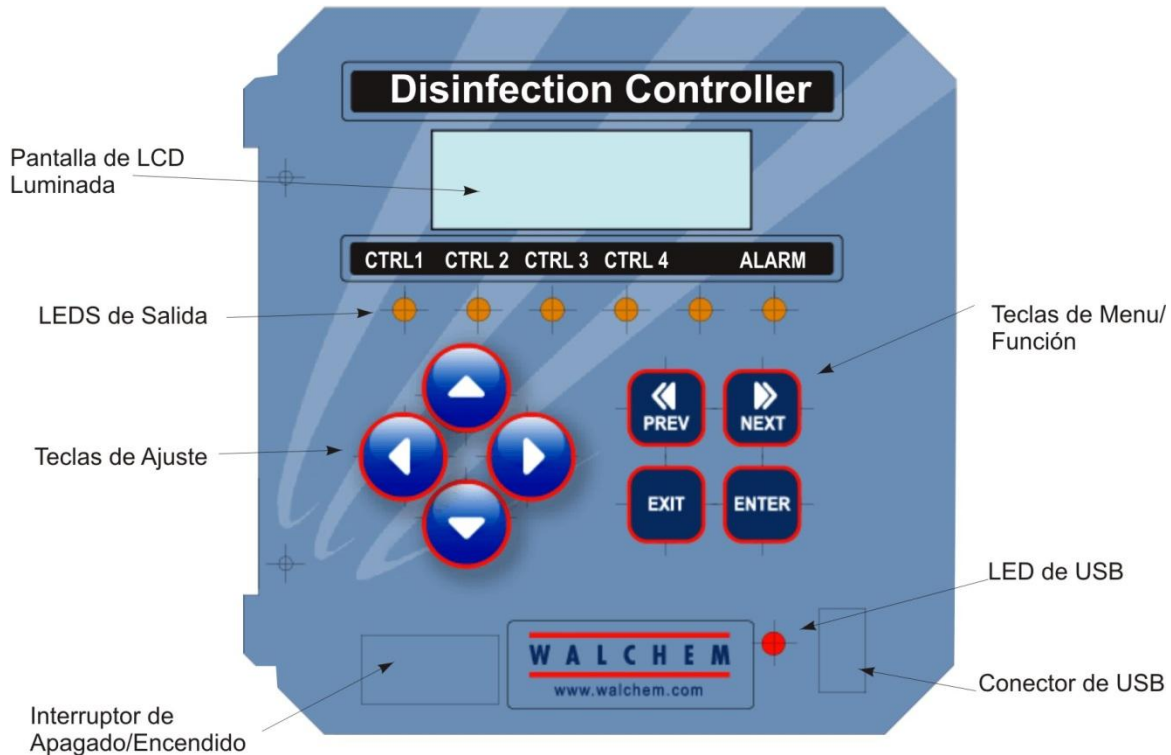 Disinfection Controller
Pantalla de LCD
Luminada
CTRL1 CTRL 2 CTRL 3 CTRL 4 ALARM
LEDS de Salida
Teclas de Menu/
Función
PREV NEXT
Teclas de Ajuste
EXIT ENTER
LED de USB
WALCHEM
www.walchem.com
Conector de USB
Interruptor de
Apagado/Encendido